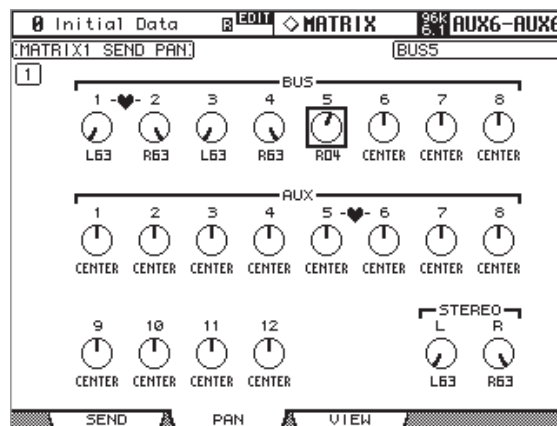 0 Initial Data R EDIT ◇MATRIX 96k 6.1 AUX6-AUX6
MATRIX1 SEND PAN BUS5
1
BUS
1 -♥- 2 3 4 5 6 7 8
L63 R63 L63 R63 R04 CENTER CENTER CENTER
AUX
1 2 3 4 5 -♥- 6 7 8
CENTER CENTER CENTER CENTER CENTER CENTER CENTER CENTER
STEREO
9 10 11 12 L R
CENTER CENTER CENTER CENTER L63 R63
SEND PAN VIEW